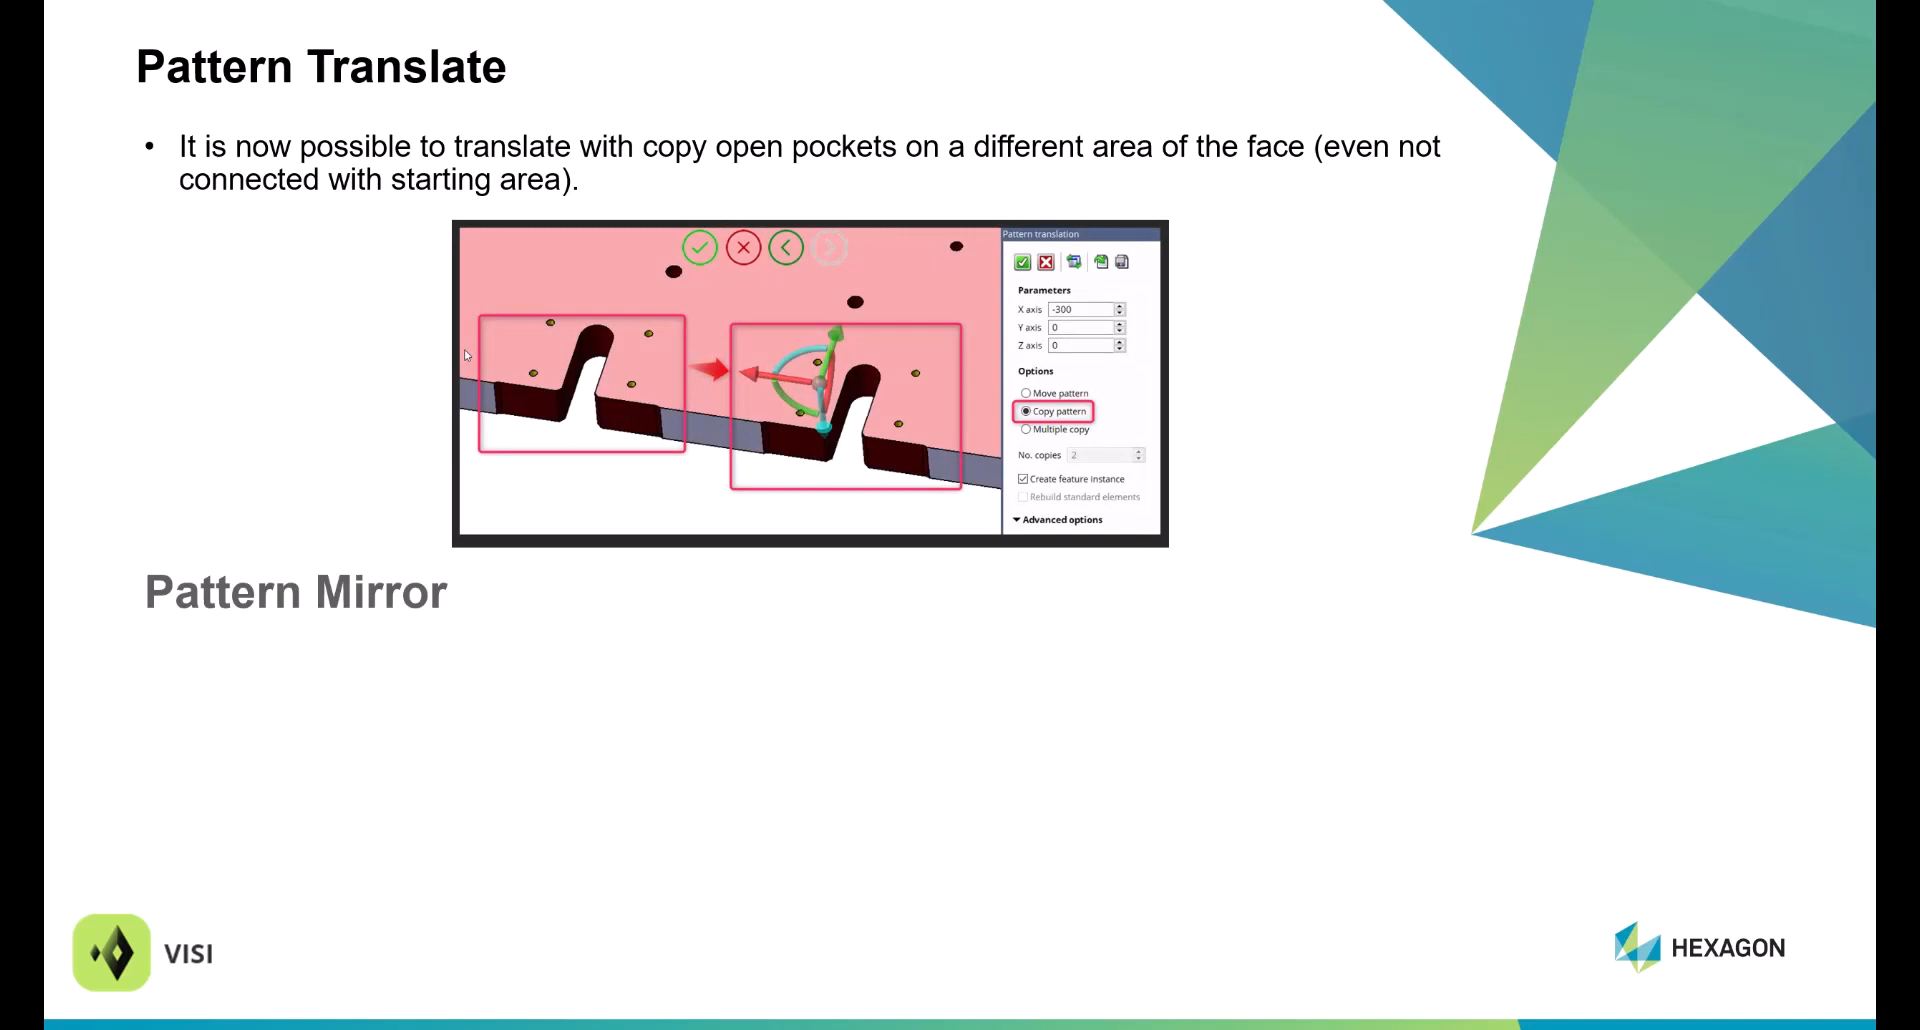 Pattern Translate
• It is now possible to translate with copy open pockets on a different area of the face (even not
connected with starting area).
Pattern translation
Parameters
X axis -300
Y axis 0
Z axis 0
Options
Move pattern
Copy pattern
Multiple copy
No. copies 2
Create feature instance
Rebuild standard elements
Advanced options
Pattern Mirror
VISI
HEXAGON